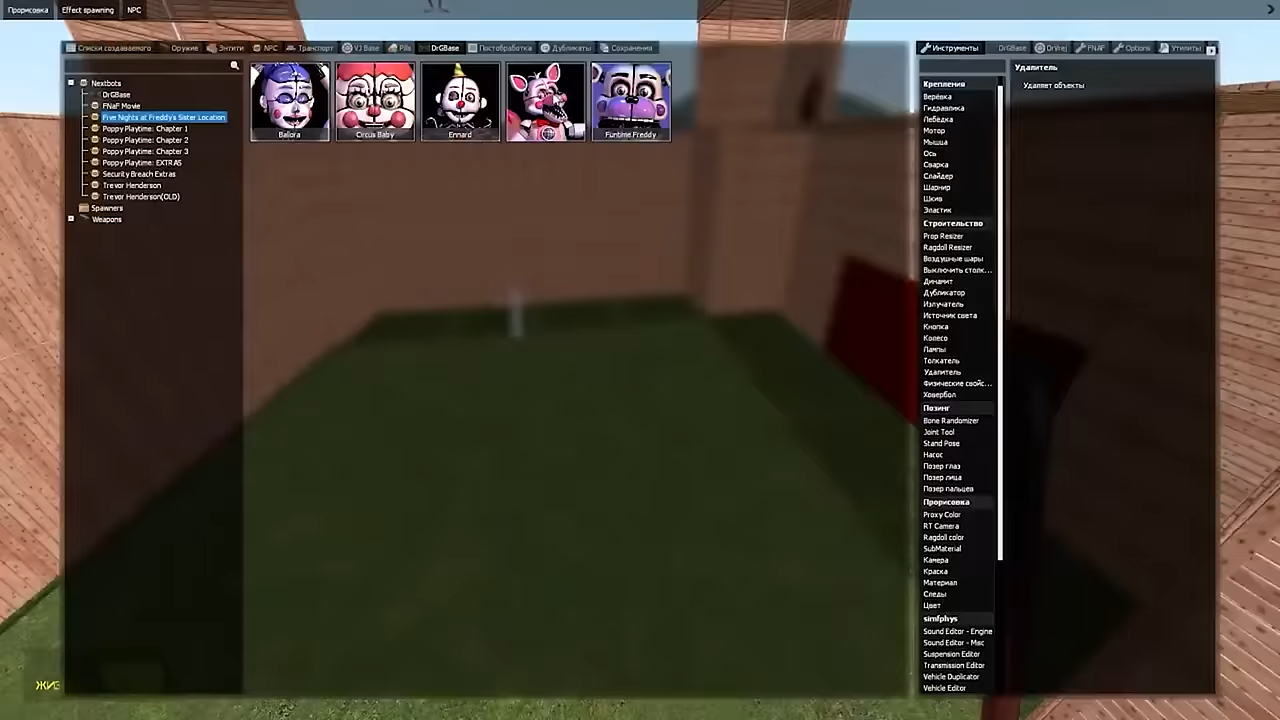 Прорисовка Effect spawning NPC
Списки создаваемого Оружие Энтити NPC Транспорт VJ Base Pills DrGBase Постобработка Дубликаты Сохранения
Nextbots
DrGBase
FNaF Movie
Five Nights at Freddy's Sister Location
Poppy Playtime: Chapter 1
Poppy Playtime: Chapter 2
Poppy Playtime: Chapter 3
Poppy Playtime: EXTRAS
Security Breach Extras
Trevor Henderson
Trevor Henderson(OLD)
Spawners
Weapons
Ballora Circus Baby Ennard Funtime Freddy
Инструменты DrGBase DrVrej FNAF Options Утилиты
Крепления
Верёвка
Гидравлика
Лебёдка
Мотор
Мышца
Ось
Сварка
Слайдер
Шарнир
Шкив
Эластик
Строительство
Prop Resizer
Ragdoll Resizer
Воздушные шары
Выключить столк...
Динамит
Дубликатор
Излучатель
Источник света
Кнопка
Колесо
Лампы
Толкатель
Удалитель
Физические свойс...
Ховербол
Позинг
Bone Randomizer
Joint Tool
Stand Pose
Насос
Позер глаз
Позер лица
Позер пальцев
Прорисовка
Proxy Color
RT Camera
Ragdoll color
SubMaterial
Камера
Краска
Материал
Следы
Цвет
simfphys
Sound Editor - Engine
Sound Editor - Misc
Suspension Editor
Transmission Editor
Vehicle Duplicator
Vehicle Editor
Удалитель
Удаляет объекты